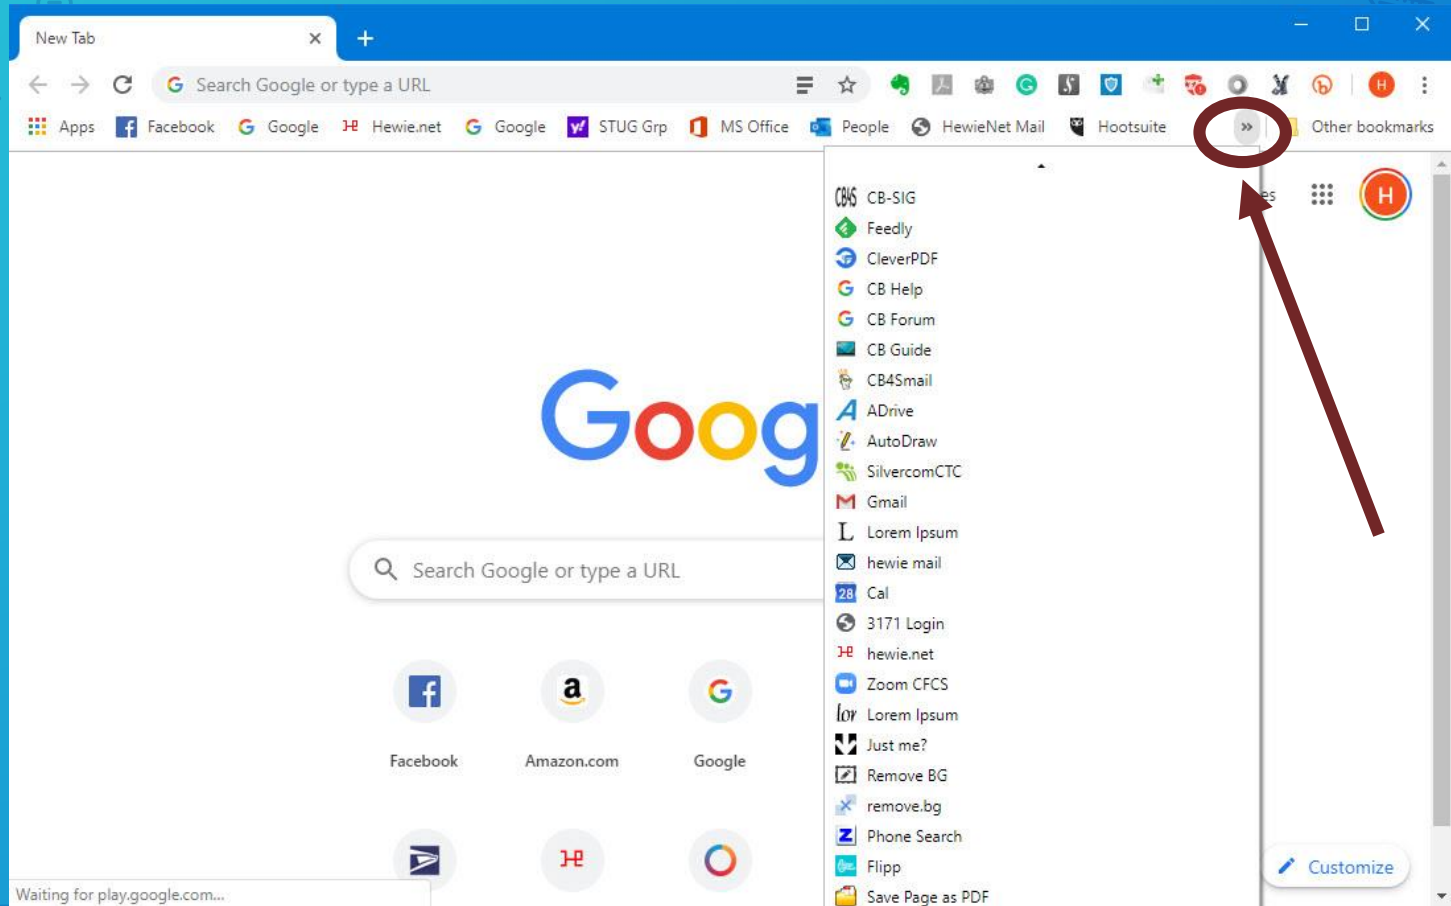 New Tab
Search Google or type a URL
H
Apps Facebook Google Hewie.net Google STUG Grp MS Office People HewieNet Mail Hootsuite » Other bookmarks
es
H
CB4S CB-SIG
Feedly
CleverPDF
CB Help
CB Forum
CB Guide
CB4Smail
ADrive
AutoDraw
SilvercomCTC
Gmail
L Lorem Ipsum
hewie mail
28 Cal
3171 Login
hewie.net
Zoom CFCS
lor Lorem Ipsum
Just me?
Remove BG
remove.bg
Z Phone Search
Flipp
Save Page as PDF
Goog
Search Google or type a URL
Facebook Amazon.com Google
Customize
Waiting for play.google.com...